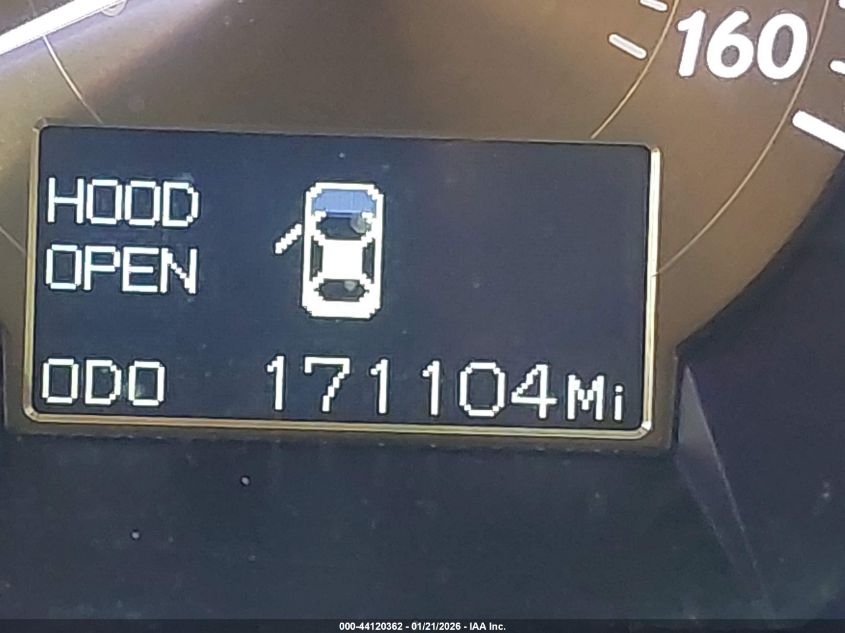 160
HOOD
OPEN
ODO 171104Mi
000-44120362 - 01/21/2026 - IAA Inc.